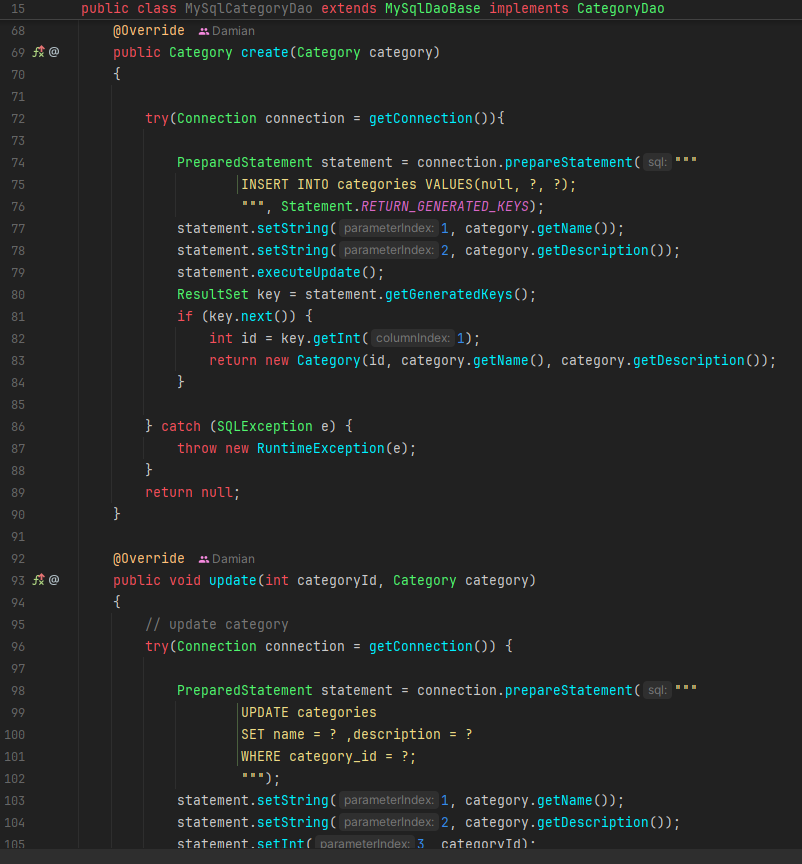 15 public class MySqlCategoryDao extends MySqlDaoBase implements CategoryDao
68 @Override Damian
69 @ public Category create(Category category)
70 {
71
72 try(Connection connection = getConnection()){
73
74 PreparedStatement statement = connection.prepareStatement( sql: """
75 INSERT INTO categories VALUES(null, ?, ?);
76 """, Statement.RETURN_GENERATED_KEYS);
77 statement.setString( parameterIndex: 1, category.getName());
78 statement.setString( parameterIndex: 2, category.getDescription());
79 statement.executeUpdate();
80 ResultSet key = statement.getGeneratedKeys();
81 if (key.next()) {
82 int id = key.getInt( columnIndex: 1);
83 return new Category(id, category.getName(), category.getDescription());
84 }
85
86 } catch (SQLException e) {
87 throw new RuntimeException(e);
88 }
89 return null;
90 }
91
92 @Override Damian
93 @ public void update(int categoryId, Category category)
94 {
95 // update category
96 try(Connection connection = getConnection()) {
97
98 PreparedStatement statement = connection.prepareStatement( sql: """
99 UPDATE categories
100 SET name = ? ,description = ?
101 WHERE category_id = ?;
102 """);
103 statement.setString( parameterIndex: 1, category.getName());
104 statement.setString( parameterIndex: 2, category.getDescription());
105 statement.setInt( parameterIndex: 3, categoryId);